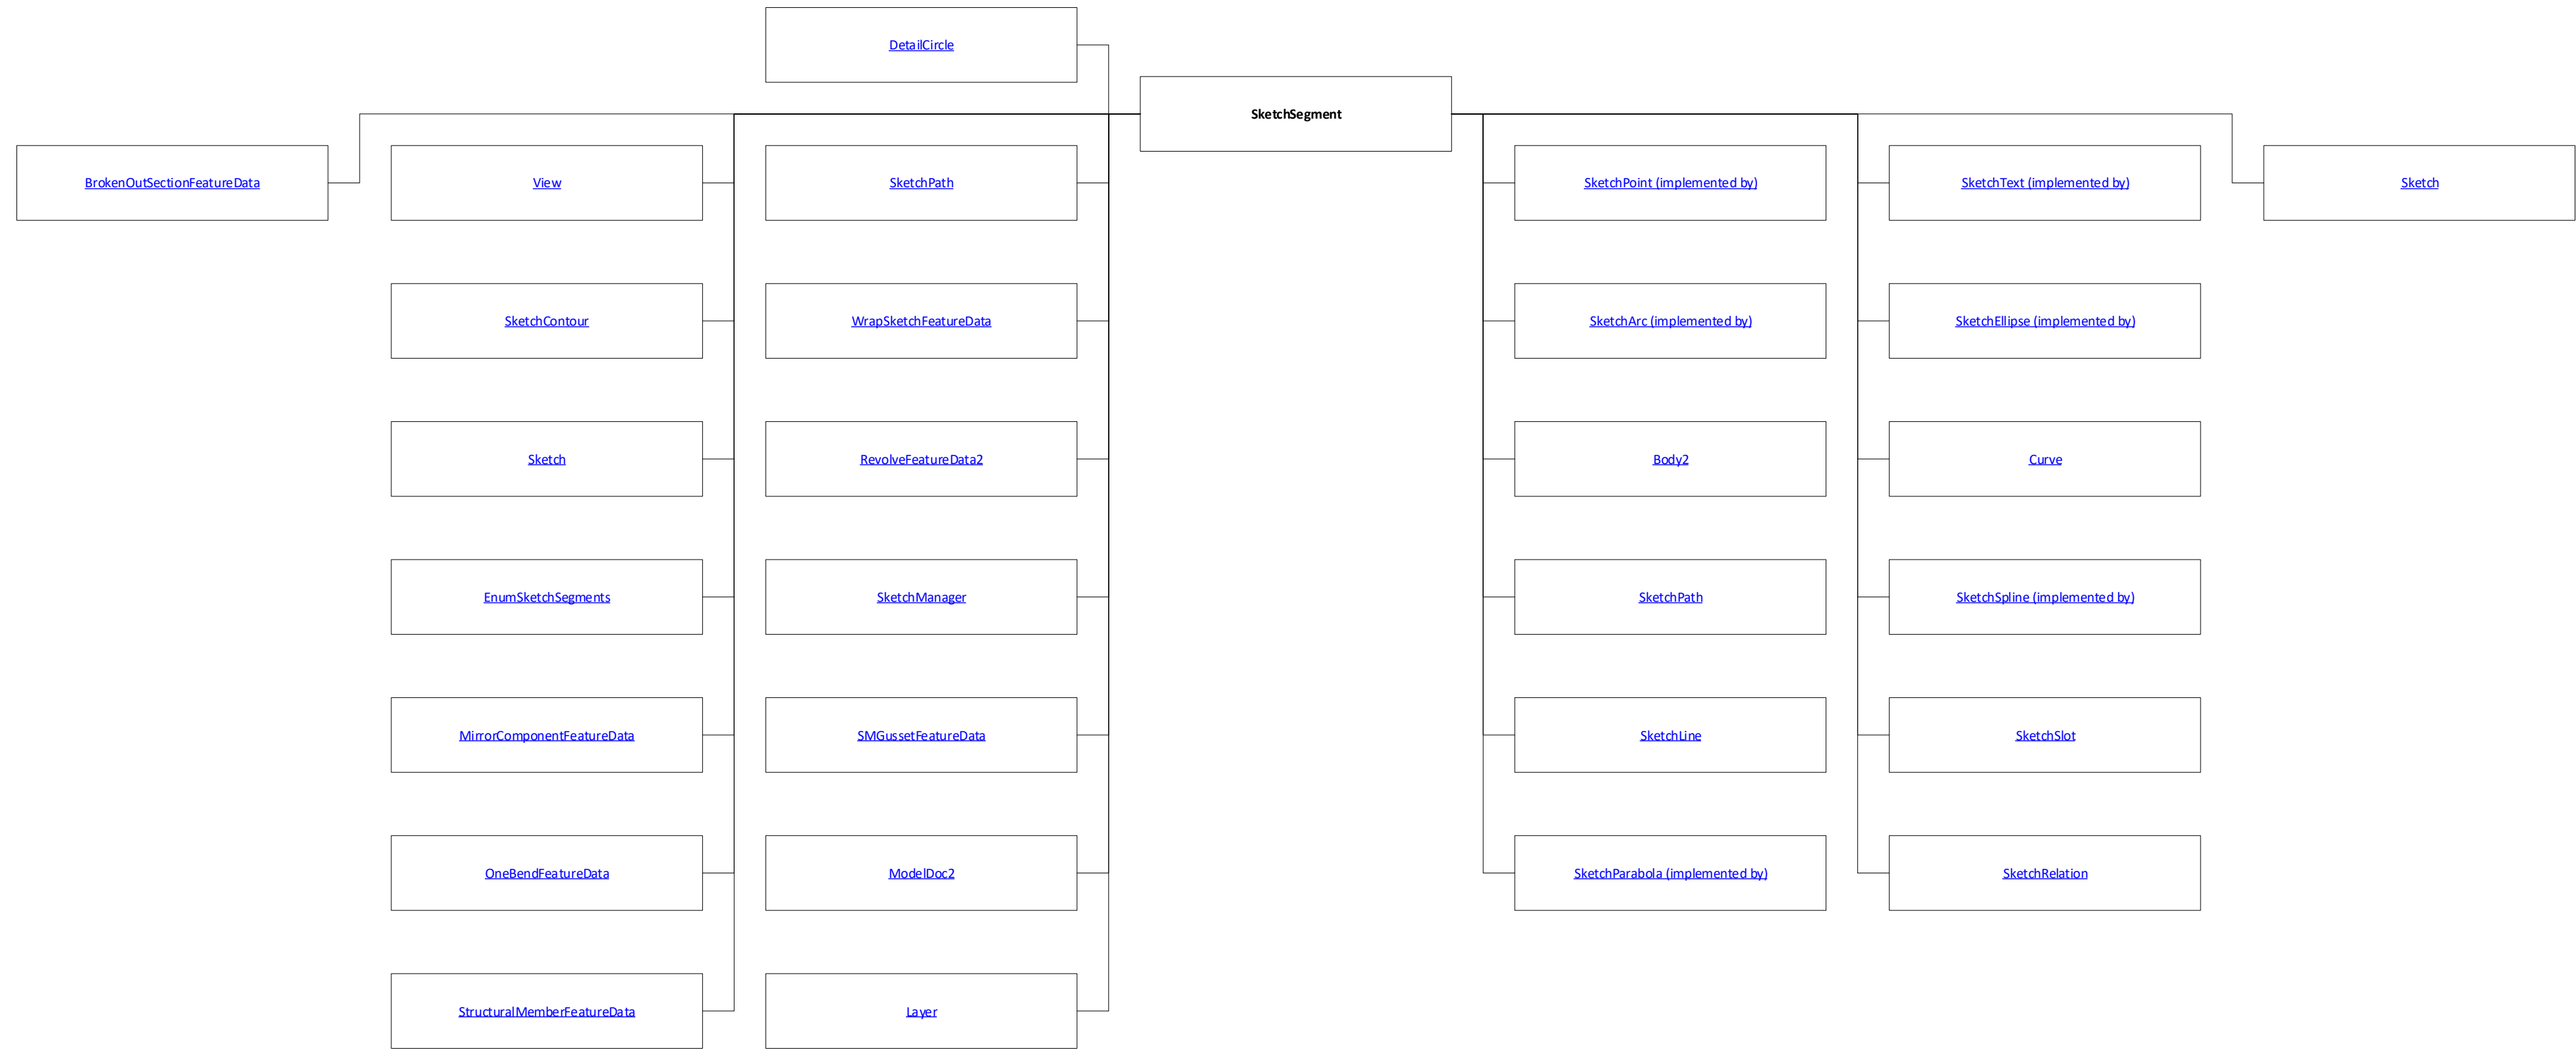 DetailCircle
SketchSegment
BrokenOutSectionFeatureData
View
SketchPath
SketchPoint (implemented by)
SketchText (implemented by)
Sketch
SketchContour
WrapSketchFeatureData
SketchArc (implemented by)
SketchEllipse (implemented by)
Sketch
RevolveFeatureData2
Body2
Curve
EnumSketchSegments
SketchManager
SketchPath
SketchSpline (implemented by)
MirrorComponentFeatureData
SMGussetFeatureData
SketchLine
SketchSlot
OneBendFeatureData
ModelDoc2
SketchParabola (implemented by)
SketchRelation
StructuralMemberFeatureData
Layer